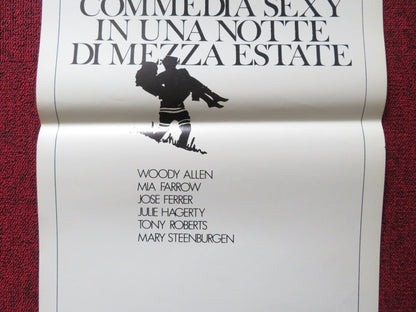 COMMEDIA SEXY
IN UNA NOTTE
DI MEZZA ESTATE
WOODY ALLEN
MIA FARROW
JOSE FERRER
JULIE HAGERTY
TONY ROBERTS
MARY STEENBURGEN